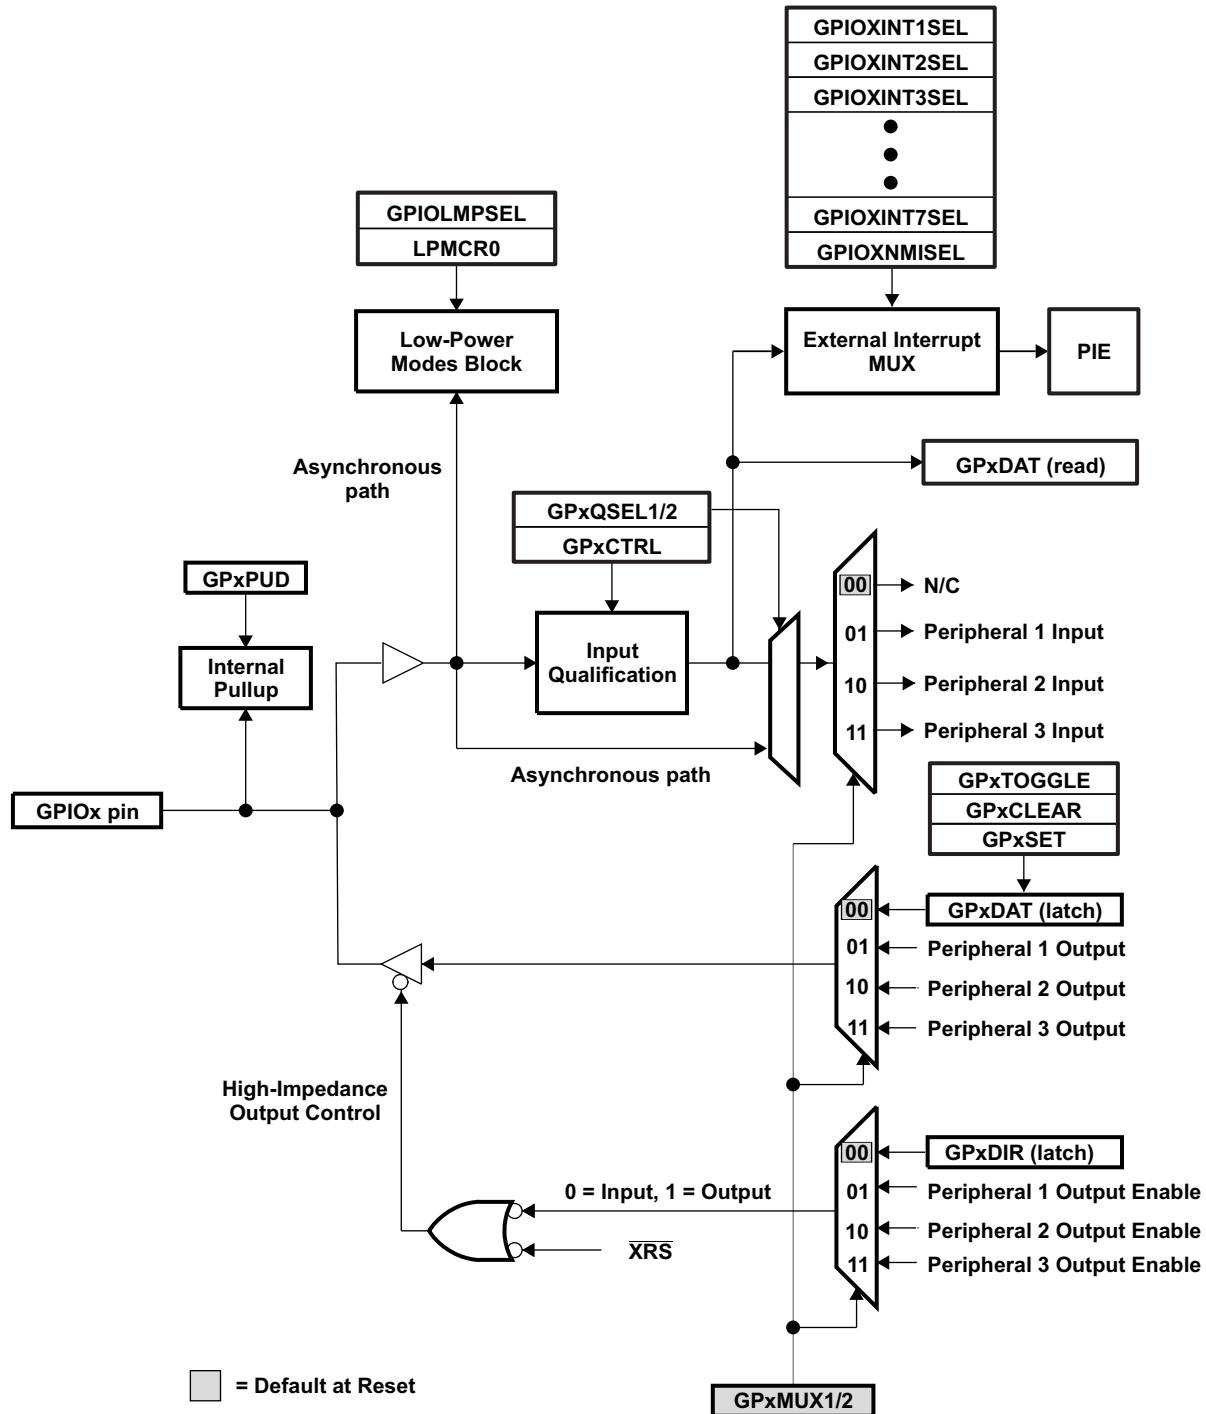 GPIOXINT1SEL
GPIOXINT2SEL
GPIOXINT3SEL
GPIOXINT7SEL
GPIOXNMISEL
GPIOLMPSEL
LPMCR0
Low-Power
Modes Block
External Interrupt
MUX
PIE
Asynchronous
path
GPxDAT (read)
GPxQSEL1/2
GPxCTRL
GPxPUD
Internal
Pullup
Input
Qualification
00
N/C
01
Peripheral 1 Input
10
Peripheral 2 Input
11
Peripheral 3 Input
Asynchronous path
GPIOx pin
GPxTOGGLE
GPxCLEAR
GPxSET
00
GPxDAT (latch)
01
Peripheral 1 Output
10
Peripheral 2 Output
11
Peripheral 3 Output
High-Impedance
Output Control
00
GPxDIR (latch)
0 = Input, 1 = Output
01
Peripheral 1 Output Enable
10
Peripheral 2 Output Enable
XRS
11
Peripheral 3 Output Enable
= Default at Reset
GPxMUX1/2